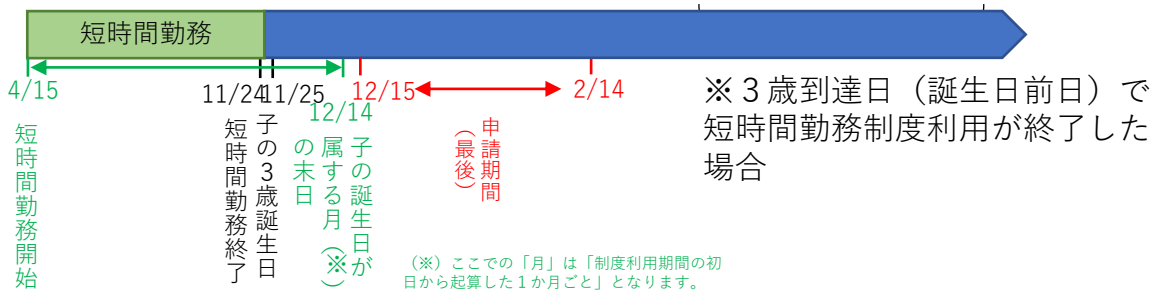 短時間勤務
4/15
11/24
11/25
12/14
12/15
2/14
短時間勤務開始
短時間勤務終了
子の３歳誕生日
子の誕生日が
属する月（※）
の末日
申請期間
（最後）
※３歳到達日（誕生日前日）で
短時間勤務制度利用が終了した
場合
（※）ここでの「月」は「制度利用期間の初
日から起算した１か月ごと」となります。